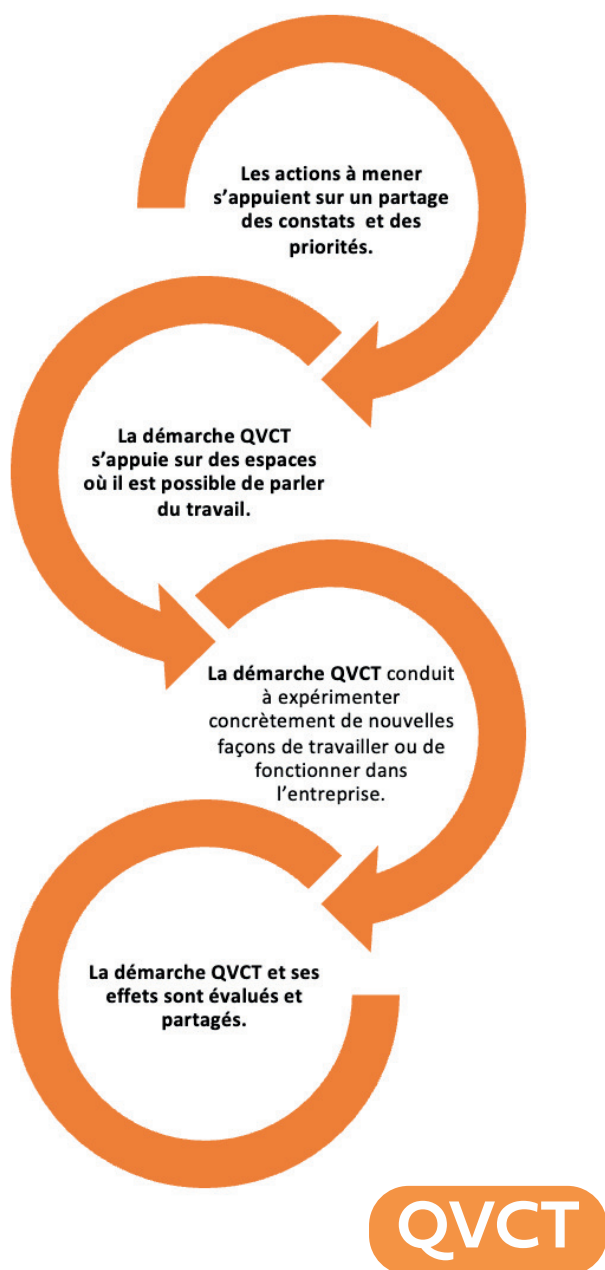 Les actions à mener
s’appuient sur un partage
des constats et des
priorités.
La démarche QVCT
s’appuie sur des espaces
où il est possible de parler
du travail.
La démarche QVCT conduit
à expérimenter
concrètement de nouvelles
façons de travailler ou de
fonctionner dans
l’entreprise.
La démarche QVCT et ses
effets sont évalués et
partagés.
QVCT